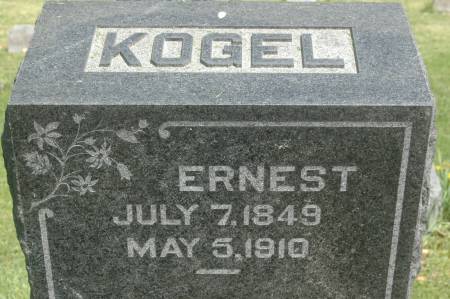 KOGEL
ERNEST
JULY 7, 1849
MAY 5, 1910